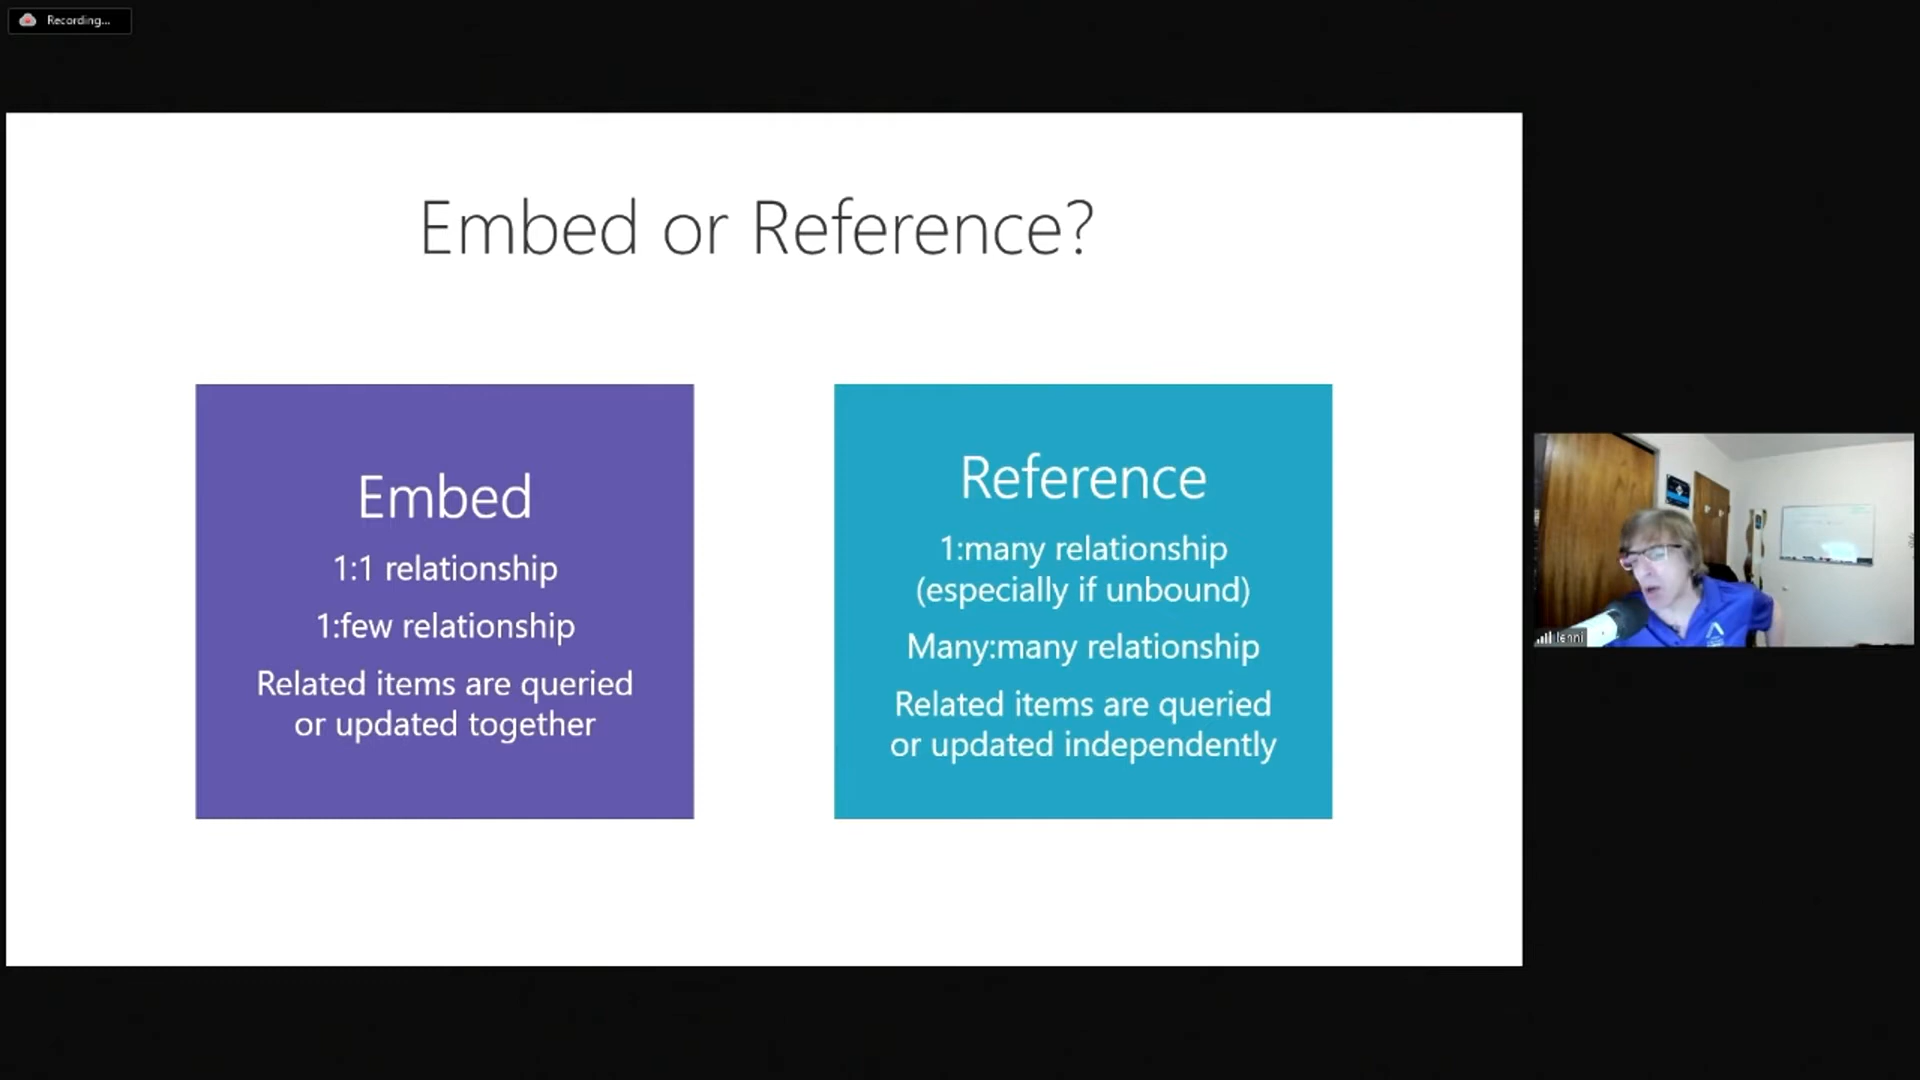 Recording...
Embed or Reference?
Embed
1:1 relationship
1:few relationship
Related items are queried
or updated together
Reference
1:many relationship
(especially if unbound)
Many:many relationship
Related items are queried
or updated independently
lenni